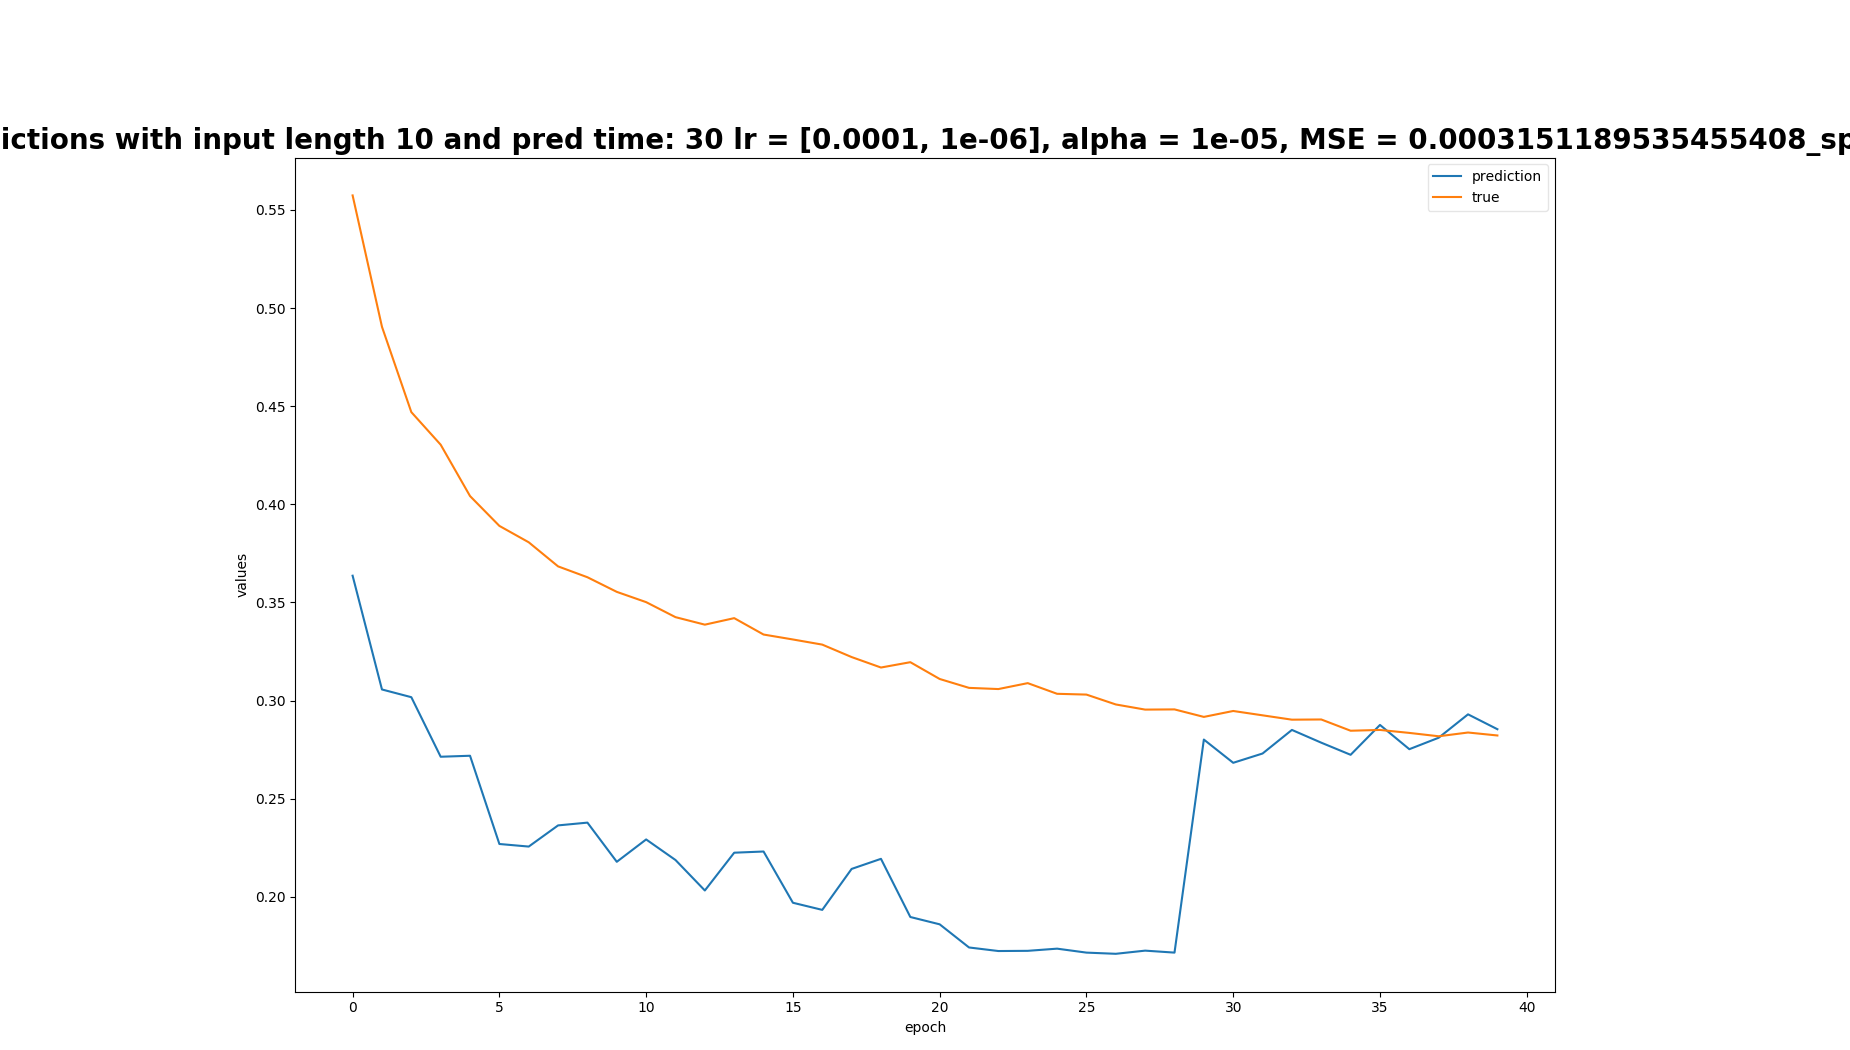 ictions with input length 10 and pred time: 30 lr = [0.0001, 1e-06], alpha = 1e-05, MSE = 0.0003151189535455408_sp
prediction
true
0.55
0.50
0.45
0.40
0.35
0.30
0.25
0.20
values
0 5 10 15 20 25 30 35 40
epoch